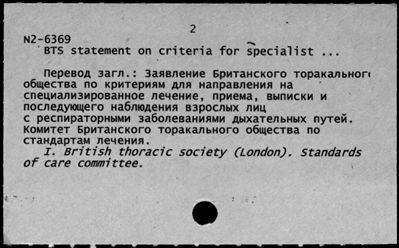 2
N2-6369
BTS statement on criteria for specialist ...
Перевод загл.: Заявление Британского торакального
общества по критериям для направления на
специализированное лечение, приема, выписки и
последующего наблюдения взрослых лиц
с респираторными заболеваниями дыхательных путей.
Комитет Британского торакального общества по
стандартам лечения.
I. British thoracic society (London). Standards
of care committee.